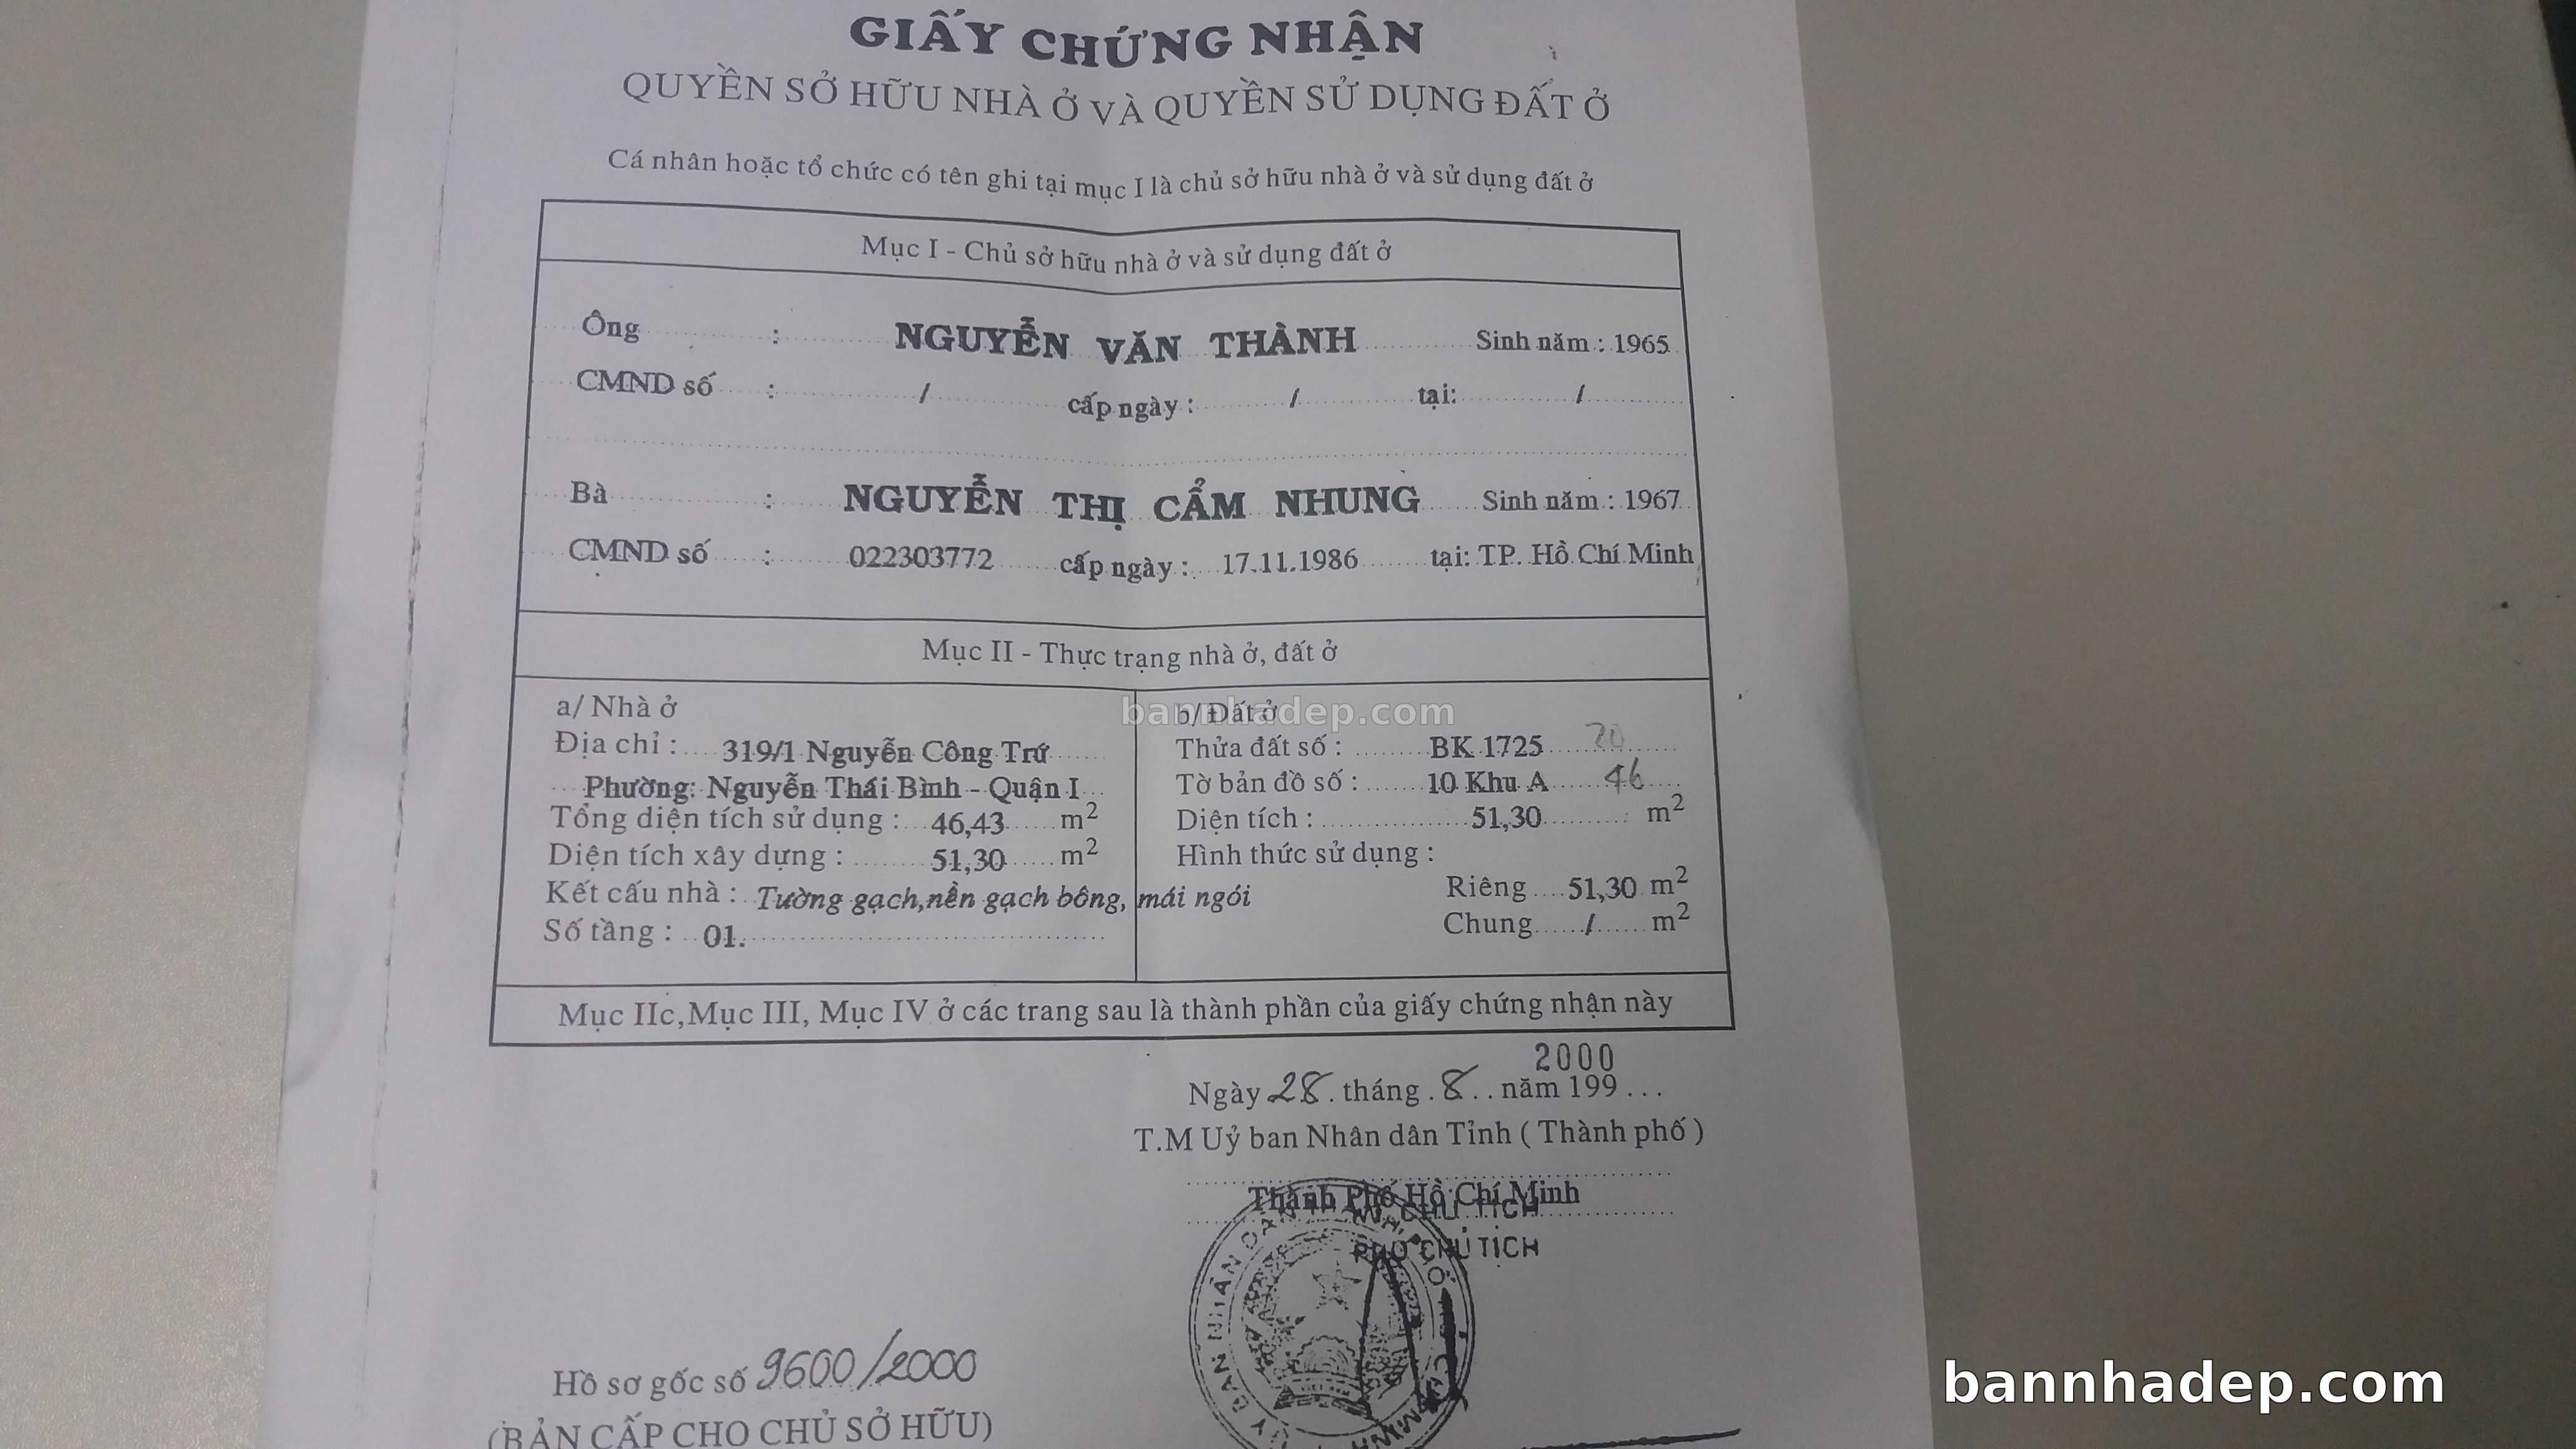 GIẤY CHỨNG NHẬN
QUYỀN SỞ HỮU NHÀ Ở VÀ QUYỀN SỬ DỤNG ĐẤT Ở
Cá nhân hoặc tổ chức có tên ghi tại mục I là chủ sở hữu nhà ở và sử dụng đất ở
Mục I - Chủ sở hữu nhà ở và sử dụng đất ở
Ông : NGUYỄN VĂN THÀNH Sinh năm : 1965
CMND số : / cấp ngày : / tại: /
Bà : NGUYỄN THỊ CẨM NHUNG Sinh năm : 1967
CMND số : 022303772 cấp ngày : 17.11.1986 tại: TP. Hồ Chí Minh
Mục II - Thực trạng nhà ở, đất ở
a/ Nhà ở
Địa chỉ : 319/1 Nguyễn Công Trứ
Phường: Nguyễn Thái Bình - Quận I
Tổng diện tích sử dụng : 46,43 m²
Diện tích xây dựng : 51,30 m²
Kết cấu nhà : Tường gạch,nền gạch bông, mái ngói
Số tầng : 01.
bannhadep.com
b/ Đất ở
Thửa đất số : BK 1725 20
Tờ bản đồ số : 10 Khu A 46
Diện tích : 51,30 m²
Hình thức sử dụng :
Riêng 51,30 m²
Chung / m²
Mục IIc,Mục III, Mục IV ở các trang sau là thành phần của giấy chứng nhận này
2000
Ngày 28. tháng . 8 . . năm 199 . . .
T.M Uỷ ban Nhân dân Tỉnh ( Thành phố )
Thành Phố Hồ Chí Minh
CHỦ TỊCH
PHÓ CHỦ TỊCH
Hồ sơ gốc số 9600/2000
(BẢN CẤP CHO CHỦ SỞ HỮU)
bannhadep.com